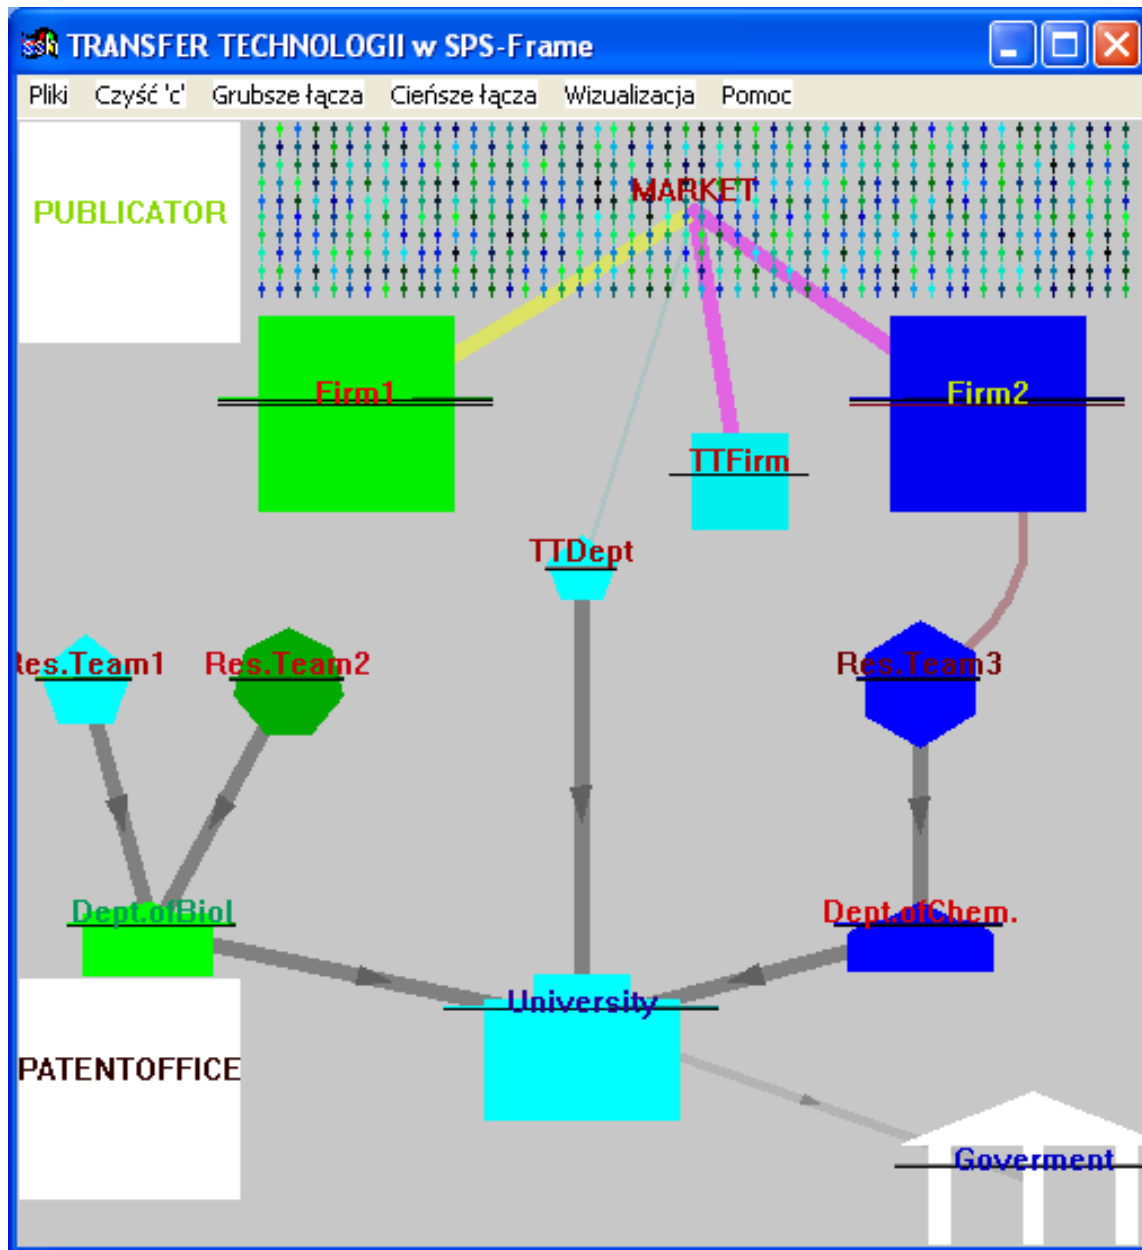 TRANSFER TECHNOLOGII w SPS-Frame
Pliki Czyść 'c' Grubsze łącza Cieńsze łącza Wizualizacja Pomoc
PUBLICATOR
MARKET
Firm1
Firm2
TTFirm
TTDept
Res.Team1
Res.Team2
Res.Team3
Dept.ofBiol
Dept.ofChem.
University
PATENTOFFICE
Goverment